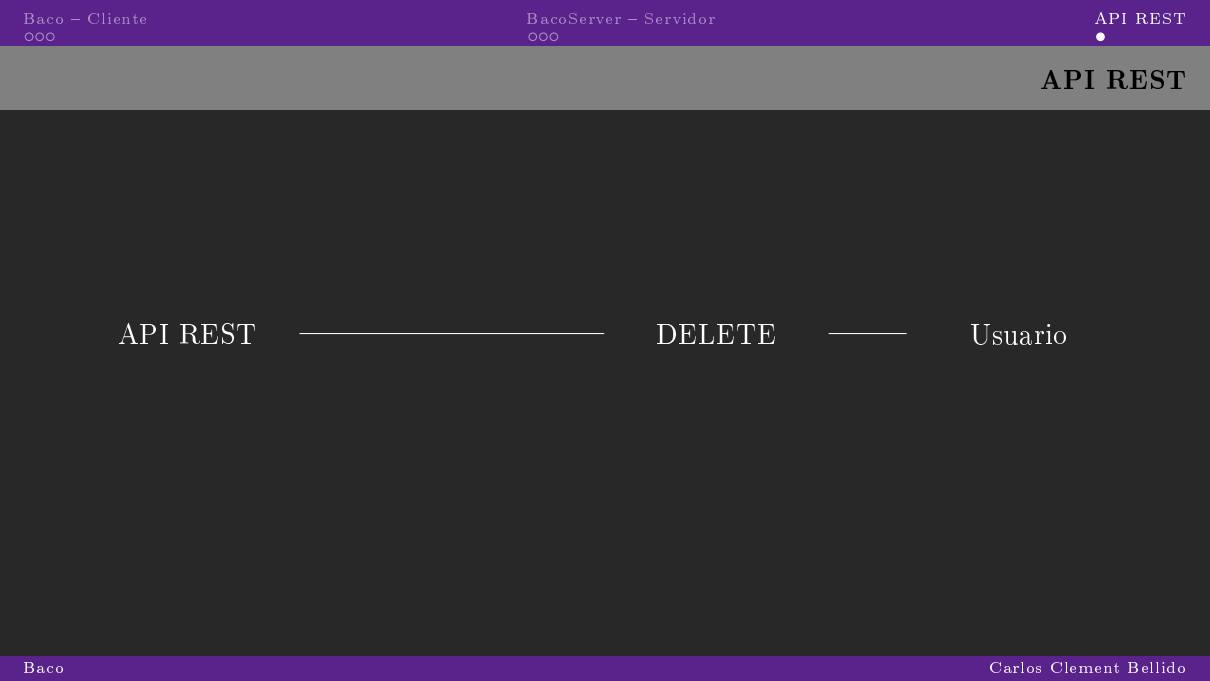 Baco – Cliente
BacoServer – Servidor
API REST
API REST
API REST
DELETE
Usuario
Baco
Carlos Clement Bellido